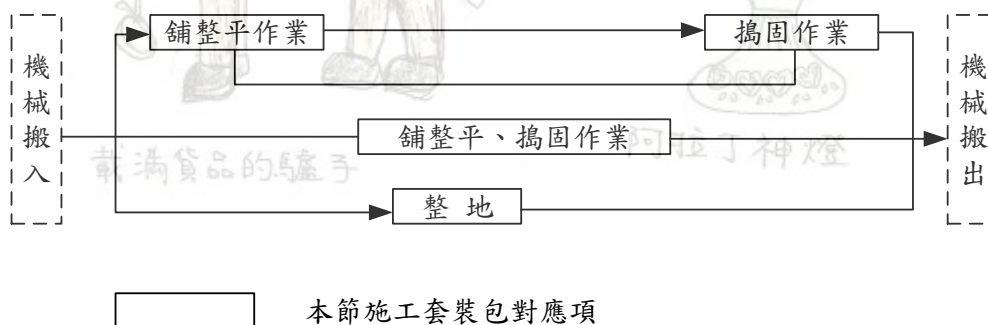 機械搬入
舖整平作業
搗固作業
舖整平、搗固作業
整 地
機械搬出
載滿貨品的驢子
阿拉丁神燈
本節施工套裝包對應項